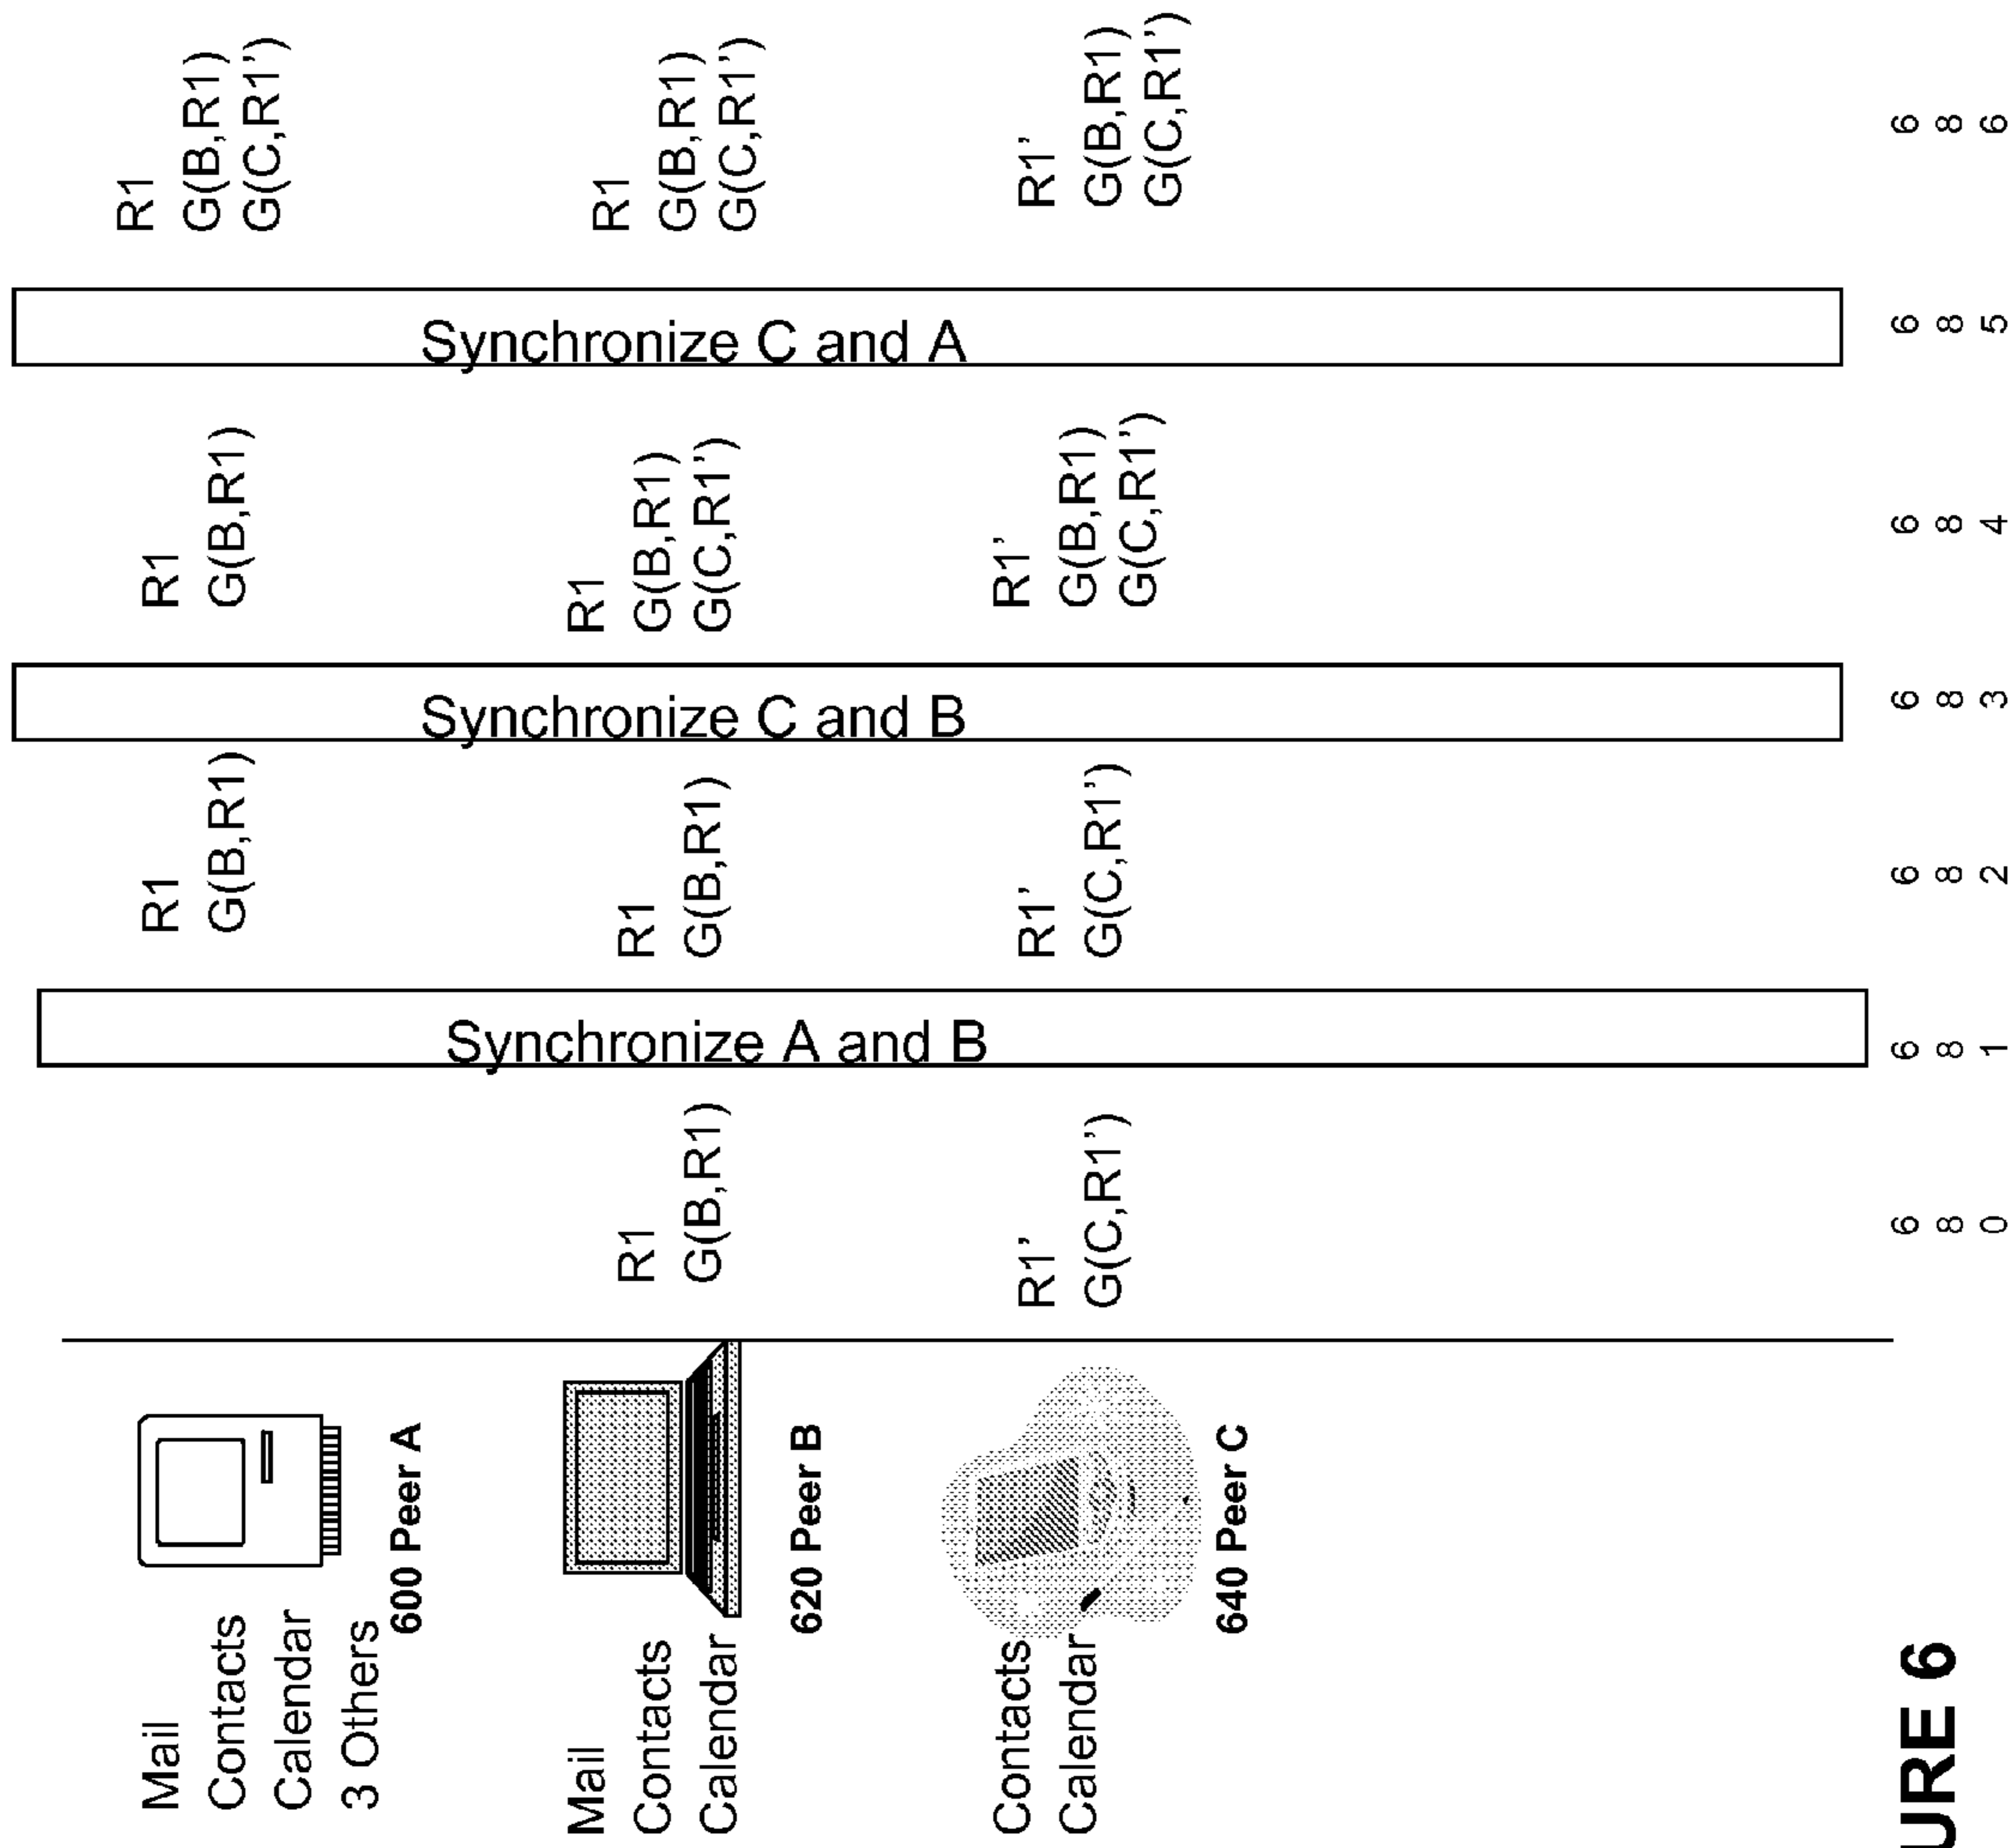 Mail
Contacts
Calendar
3 Others
600 Peer A
Mail
Contacts
Calendar
620 Peer B
Contacts
Calendar
640 Peer C
R1
G(B,R1)
R1'
G(C,R1')
680
Synchronize A and B
681
R1
G(B,R1)
R1
G(B,R1)
R1'
G(C,R1')
682
Synchronize C and B
683
R1
G(B,R1)
R1
G(B,R1)
G(C,R1')
R1'
G(B,R1)
G(C,R1')
684
Synchronize C and A
685
R1
G(B,R1)
G(C,R1')
R1
G(B,R1)
G(C,R1')
R1'
G(B,R1)
G(C,R1')
686
URE 6